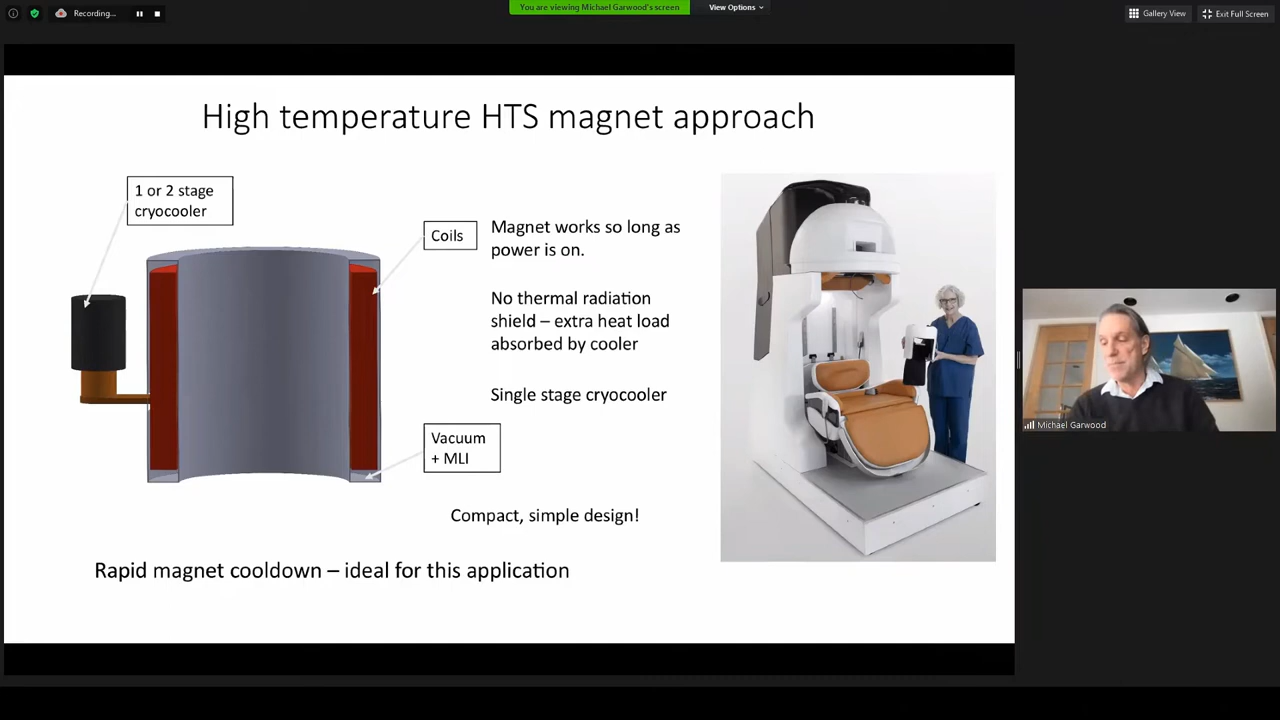 Recording...
You are viewing Michael Garwood's screen
View Options
Gallery View
Exit Full Screen
High temperature HTS magnet approach
1 or 2 stage
cryocooler
Coils
Magnet works so long as
power is on.
No thermal radiation
shield – extra heat load
absorbed by cooler
Single stage cryocooler
Vacuum
+ MLI
Compact, simple design!
Rapid magnet cooldown – ideal for this application
Michael Garwood